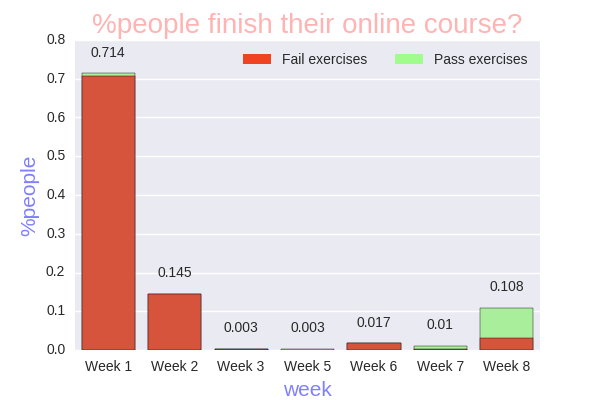 %people finish their online course?
0.8
0.7
0.6
0.5
0.4
0.3
0.2
0.1
0.0
%people
Fail exercises
Pass exercises
0.714
0.145
0.003
0.003
0.017
0.01
0.108
Week 1
Week 2
Week 3
Week 5
Week 6
Week 7
Week 8
week